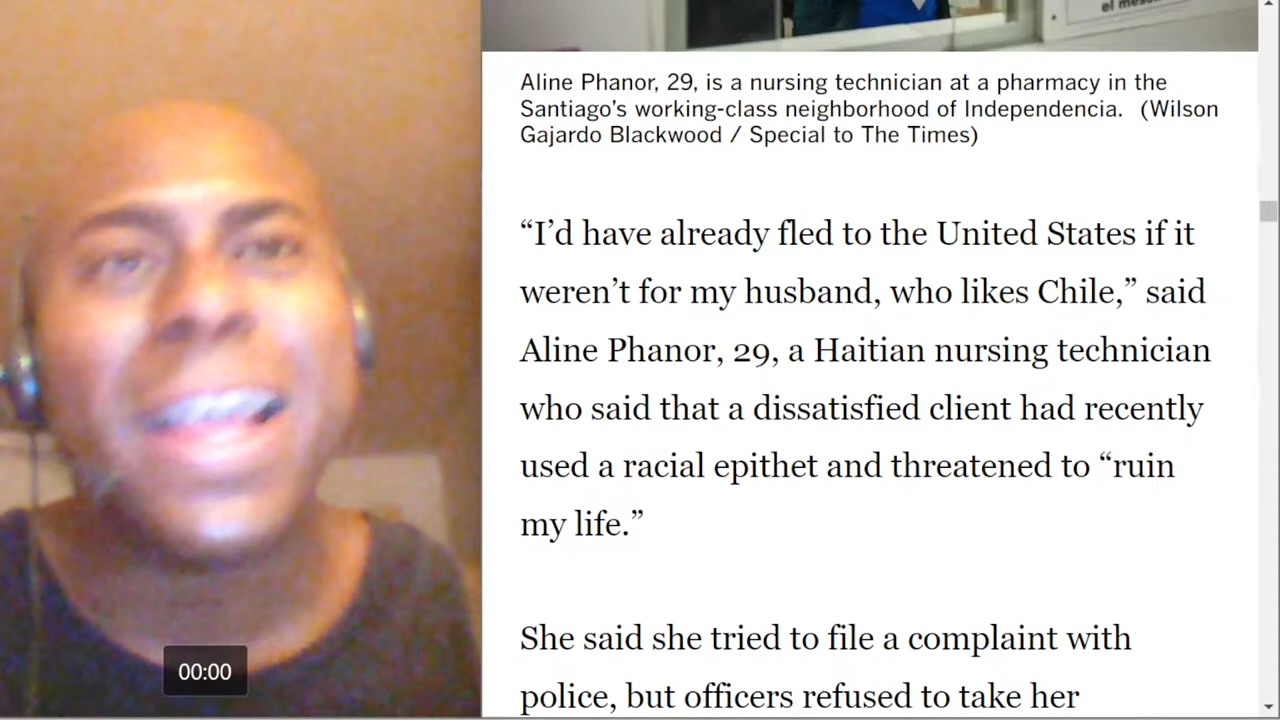 el
Aline Phanor, 29, is a nursing technician at a pharmacy in the
Santiago's working-class neighborhood of Independencia. (Wilson
Gajardo Blackwood / Special to The Times)
“I'd have already fled to the United States if it
weren't for my husband, who likes Chile,” said
Aline Phanor, 29, a Haitian nursing technician
who said that a dissatisfied client had recently
used a racial epithet and threatened to “ruin
my life.”
She said she tried to file a complaint with
police, but officers refused to take her
00:00